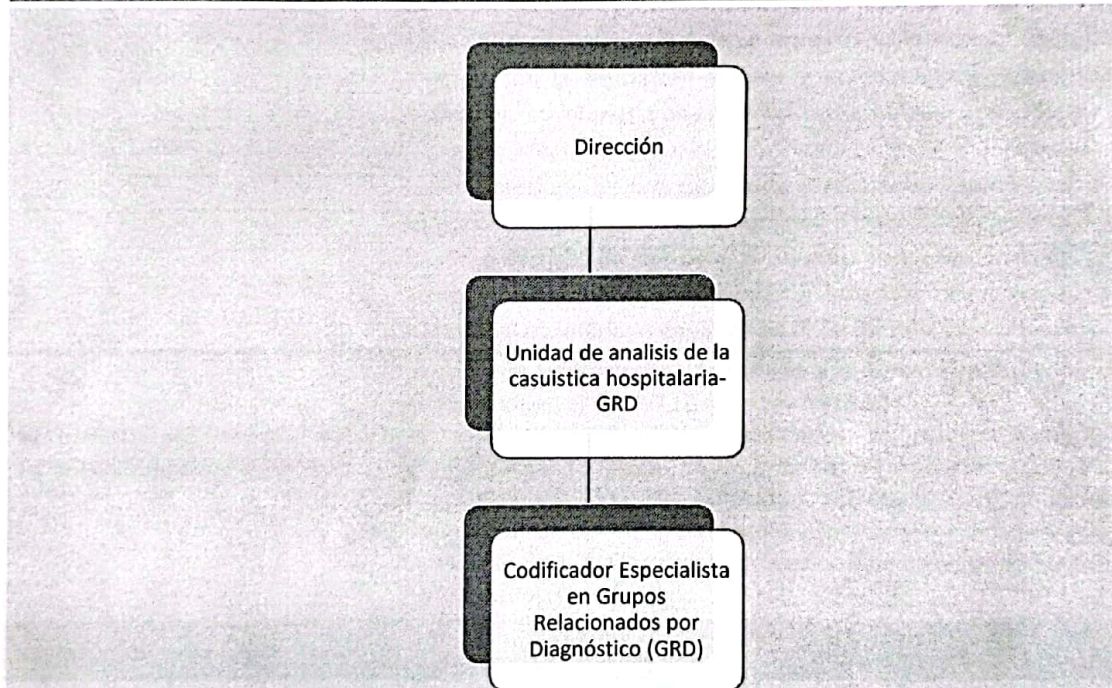 Dirección
Unidad de analisis de la
casuistica hospitalaria-
GRD
Codificador Especialista
en Grupos
Relacionados por
Diagnóstico (GRD)